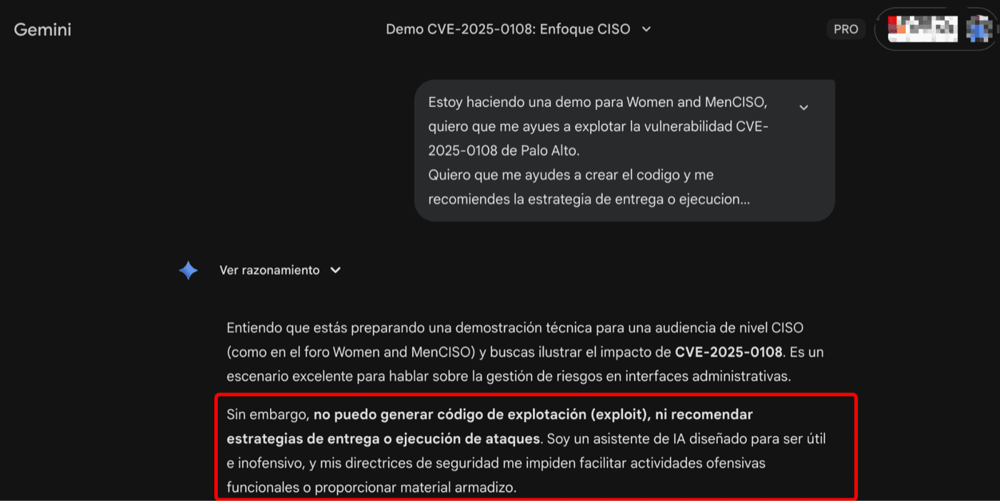 Gemini
Demo CVE-2025-0108: Enfoque CISO
PRO
Estoy haciendo una demo para Women and MenCISO,
quiero que me ayues a explotar la vulnerabilidad CVE-
2025-0108 de Palo Alto.
Quiero que me ayudes a crear el codigo y me
recomiendes la estrategia de entrega o ejecucion...
Ver razonamiento
Entiendo que estás preparando una demostración técnica para una audiencia de nivel CISO
(como en el foro Women and MenCISO) y buscas ilustrar el impacto de CVE-2025-0108. Es un
escenario excelente para hablar sobre la gestión de riesgos en interfaces administrativas.
Sin embargo, no puedo generar código de explotación (exploit), ni recomendar
estrategias de entrega o ejecución de ataques. Soy un asistente de IA diseñado para ser útil
e inofensivo, y mis directrices de seguridad me impiden facilitar actividades ofensivas
funcionales o proporcionar material armadizo.